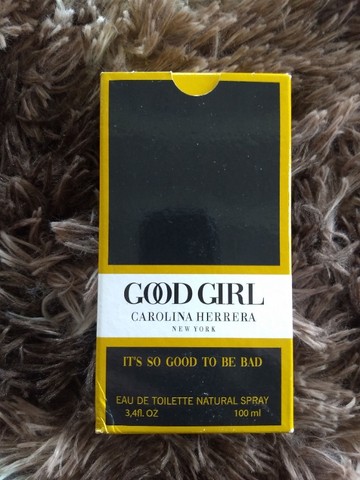 GOOD GIRL
CAROLINA HERRERA
NEW YORK
IT'S SO GOOD TO BE BAD
EAU DE TOILETTE NATURAL SPRAY
3,4fl. OZ 100 ml